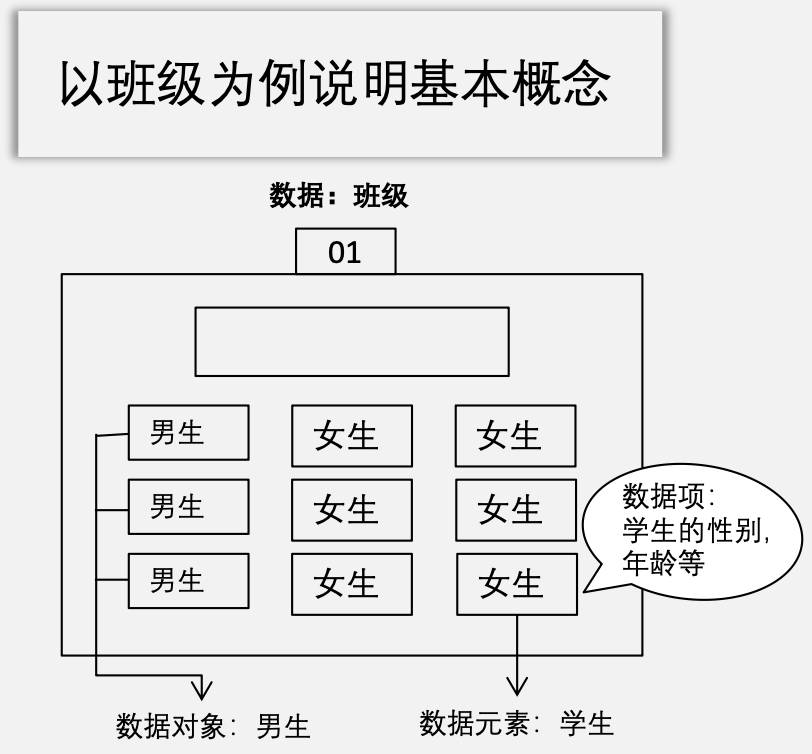 以班级为例说明基本概念
数据：班级
01
男生 女生 女生
男生 女生 女生
男生 女生 女生
数据项：
学生的性别，
年龄等
数据对象：男生
数据元素：学生